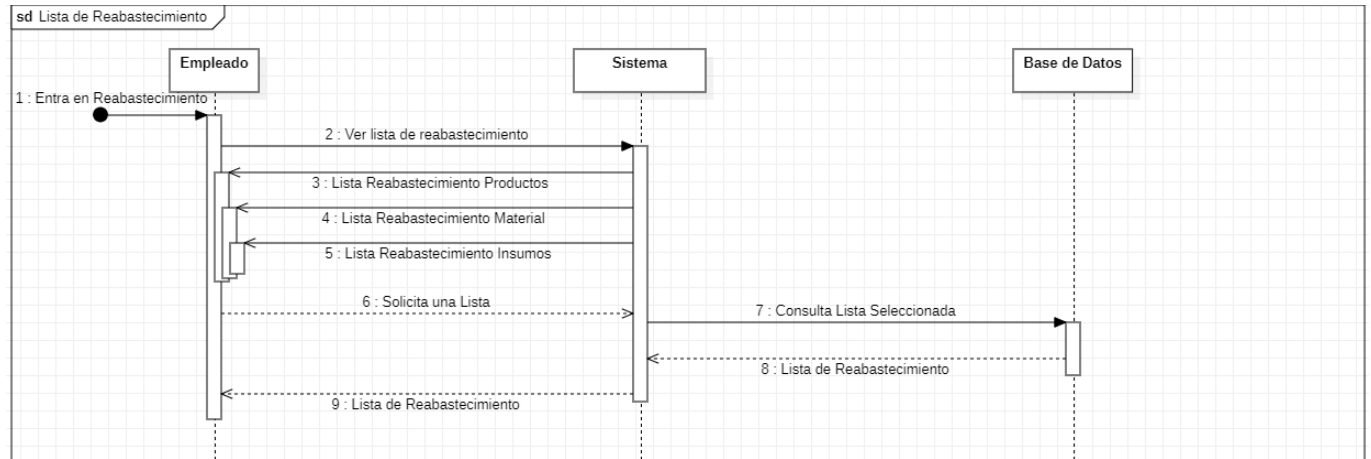 sd Lista de Reabastecimiento
Empleado
Sistema
Base de Datos
1 : Entra en Reabastecimiento
2 : Ver lista de reabastecimiento
3 : Lista Reabastecimiento Productos
4 : Lista Reabastecimiento Material
5 : Lista Reabastecimiento Insumos
6 : Solicita una Lista
7 : Consulta Lista Seleccionada
8 : Lista de Reabastecimiento
9 : Lista de Reabastecimiento